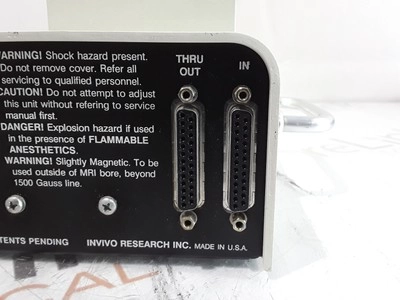 WARNING! Shock hazard present.
Do not remove cover. Refer all
servicing to qualified personnel.
CAUTION! Do not attempt to adjust
this unit without refering to service
manual first.
DANGER! Explosion hazard if used
in the presence of FLAMMABLE
ANESTHETICS.
WARNING! Slightly Magnetic. To be
used outside of MRI bore, beyond
1500 Gauss line.
THRU
OUT
IN
TENTS PENDING
INVIVO RESEARCH INC. MADE IN U.S.A.